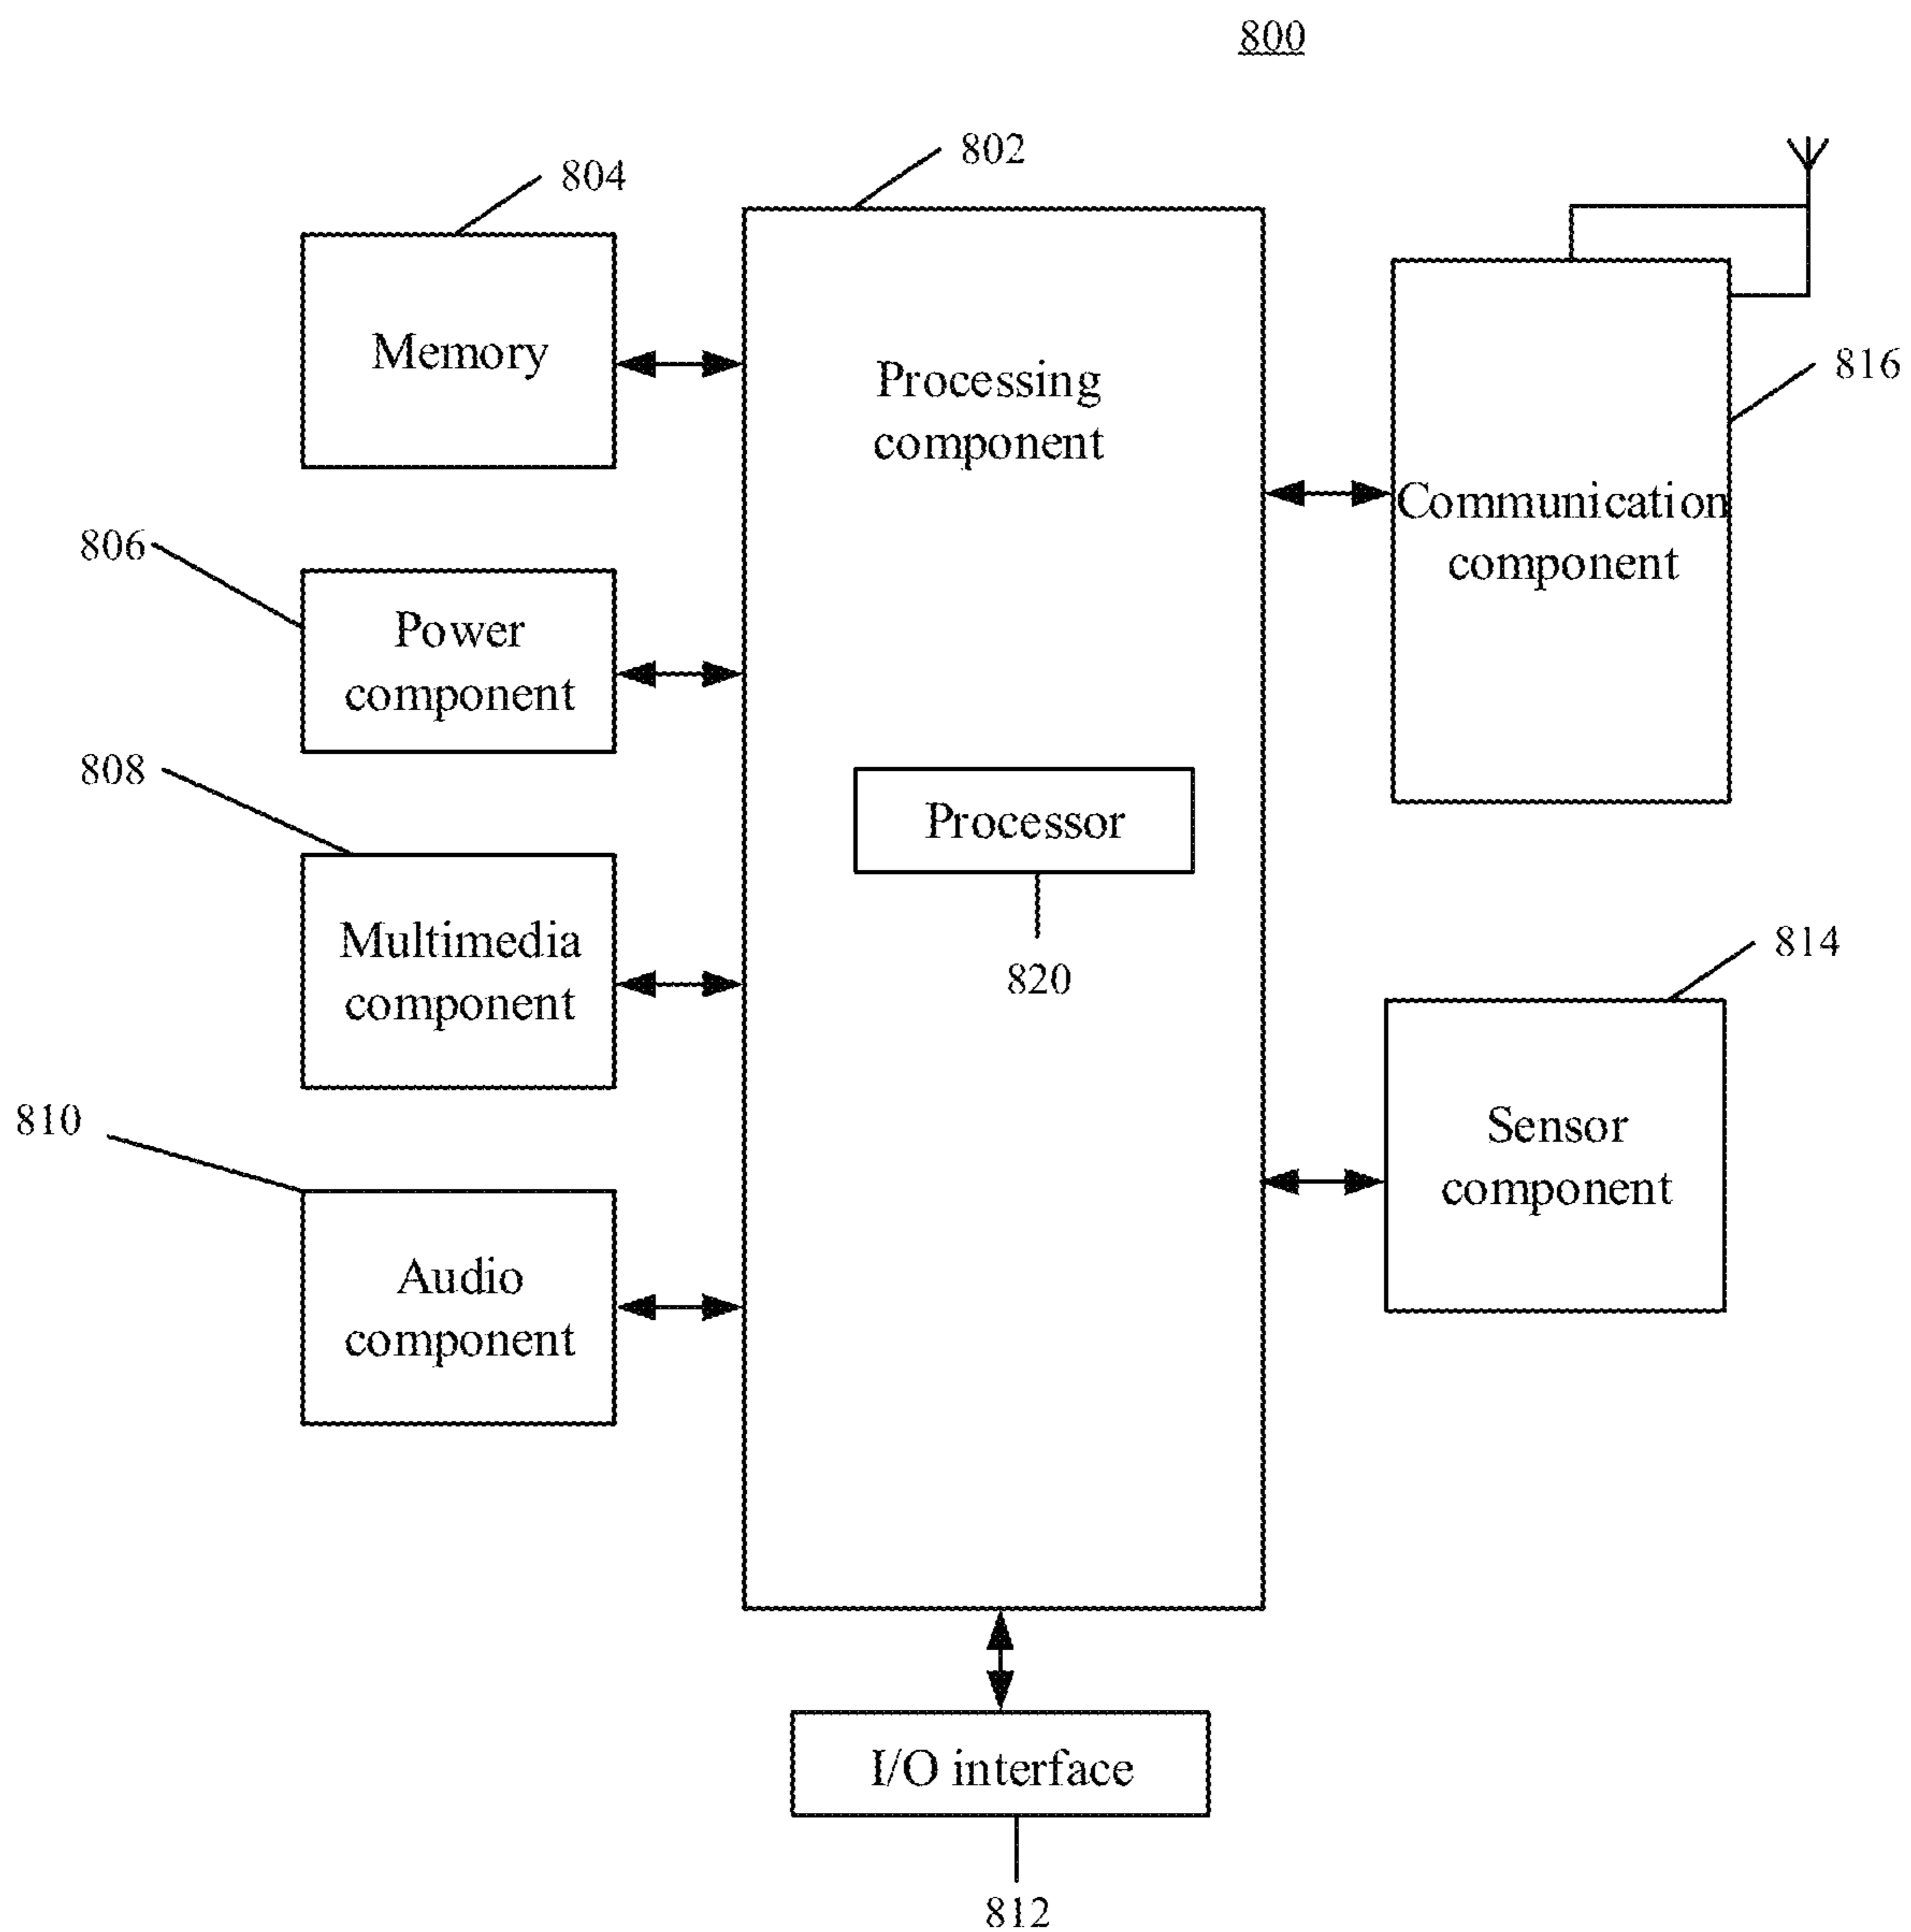 800
802
804
Memory
Processing
component
816
Communication
component
806
Power
component
808
Processor
820
Multimedia
component
814
Sensor
component
810
Audio
component
I/O interface
812